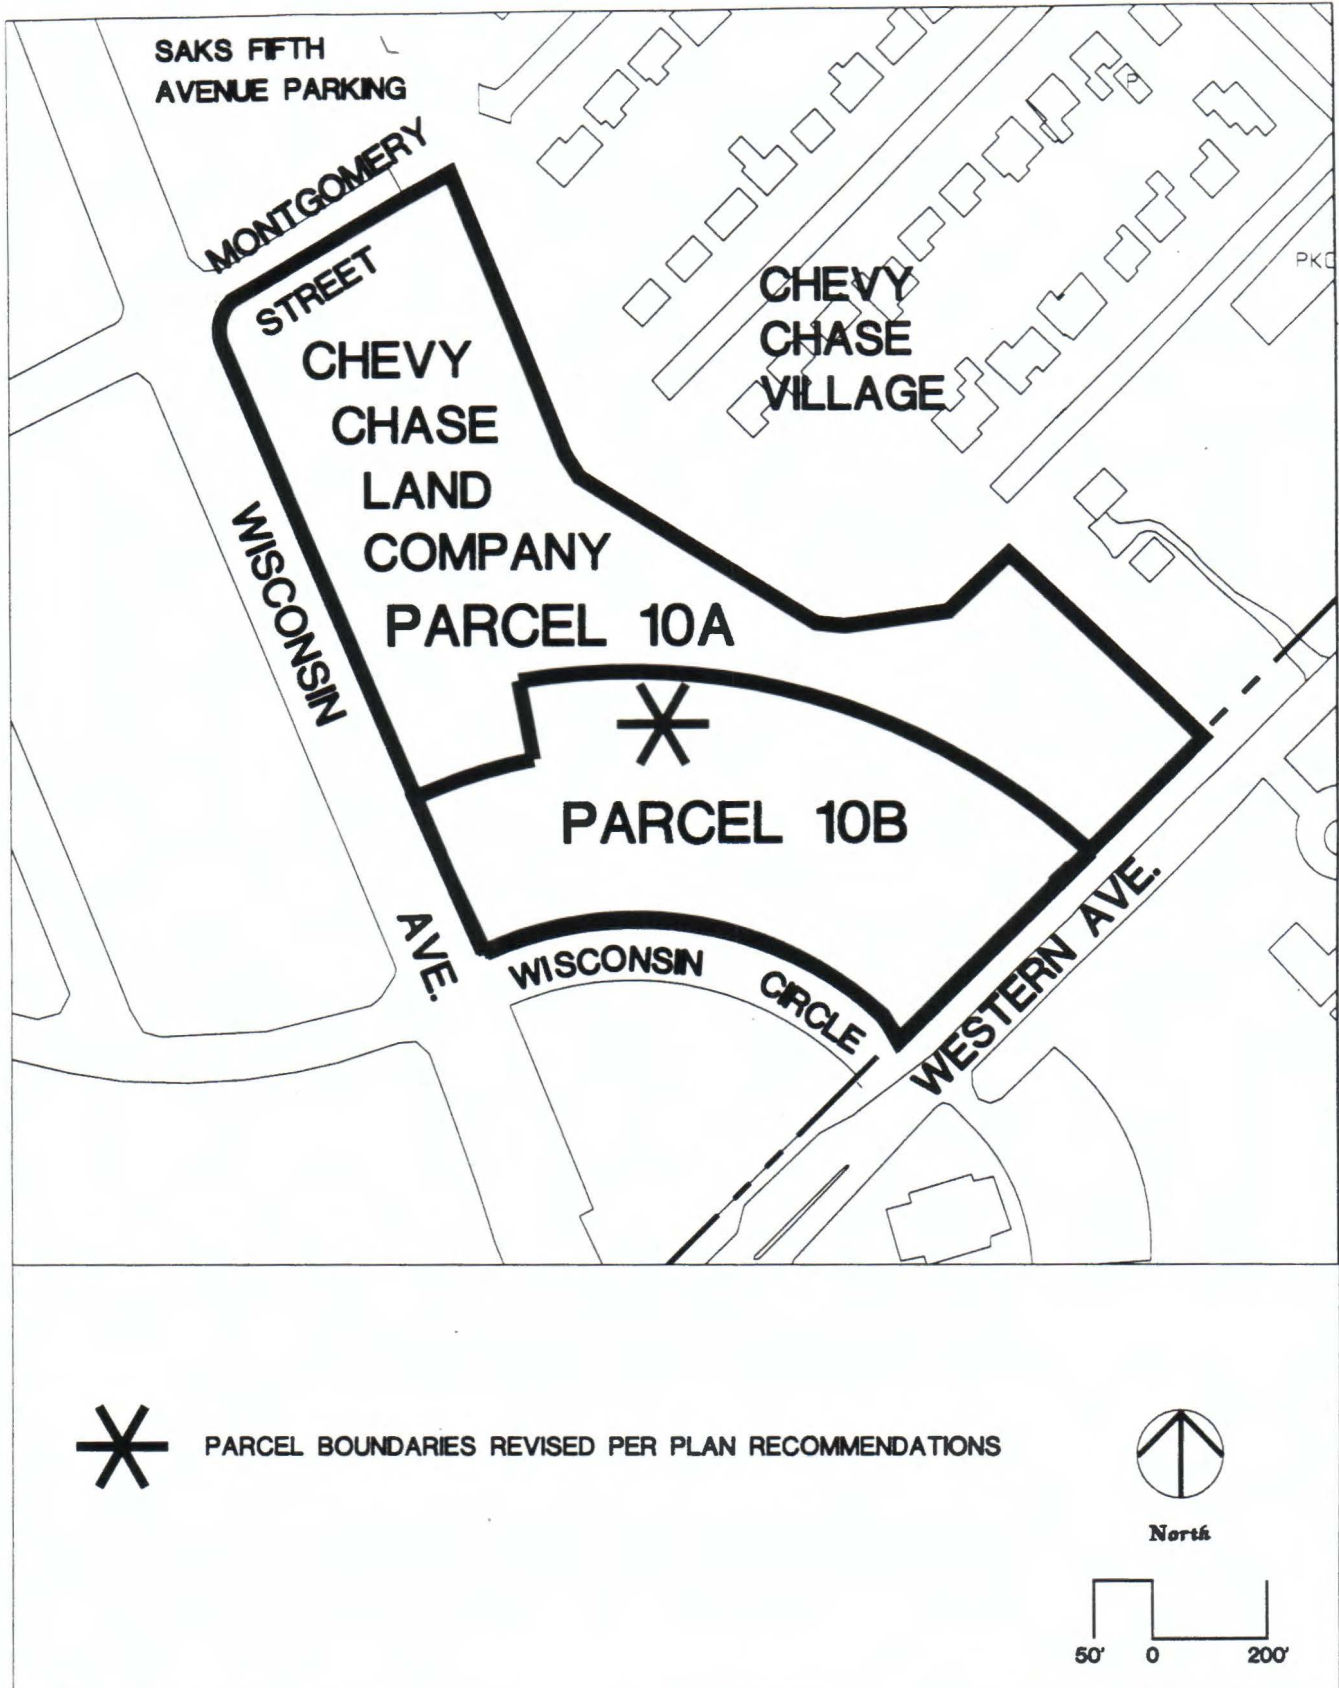 SAKS FIFTH
AVENUE PARKING
MONTGOMERY
STREET
P
PKG
CHEVY
CHASE
VILLAGE
CHEVY
CHASE
LAND
COMPANY
PARCEL 10A
WISCONSIN
AVE.
PARCEL 10B
WISCONSIN CIRCLE
WESTERN AVE.
PARCEL BOUNDARIES REVISED PER PLAN RECOMMENDATIONS
North
50' 0 200'